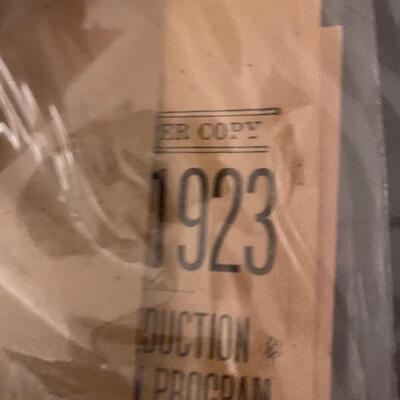 ER COPY
1923
DUCTION &
PROGRAM